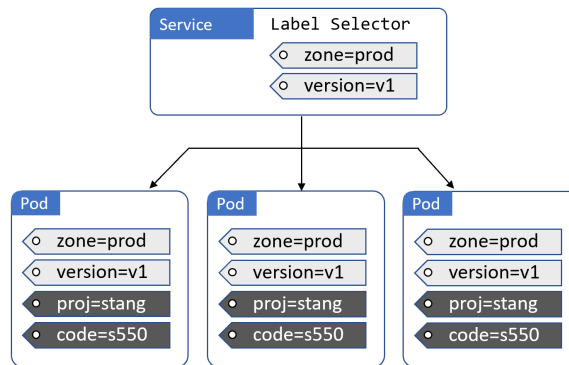 Service
Label Selector
zone=prod
version=v1
Pod
zone=prod
version=v1
proj=stang
code=s550
Pod
zone=prod
version=v1
proj=stang
code=s550
Pod
zone=prod
version=v1
proj=stang
code=s550